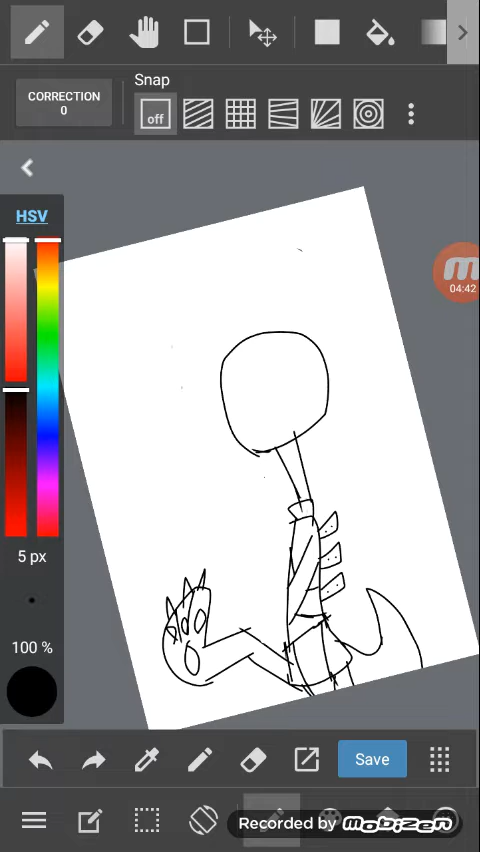 Snap
CORRECTION
0
off
HSV
m
04:42
5 px
100 %
Save
Recorded by MOBIZEN